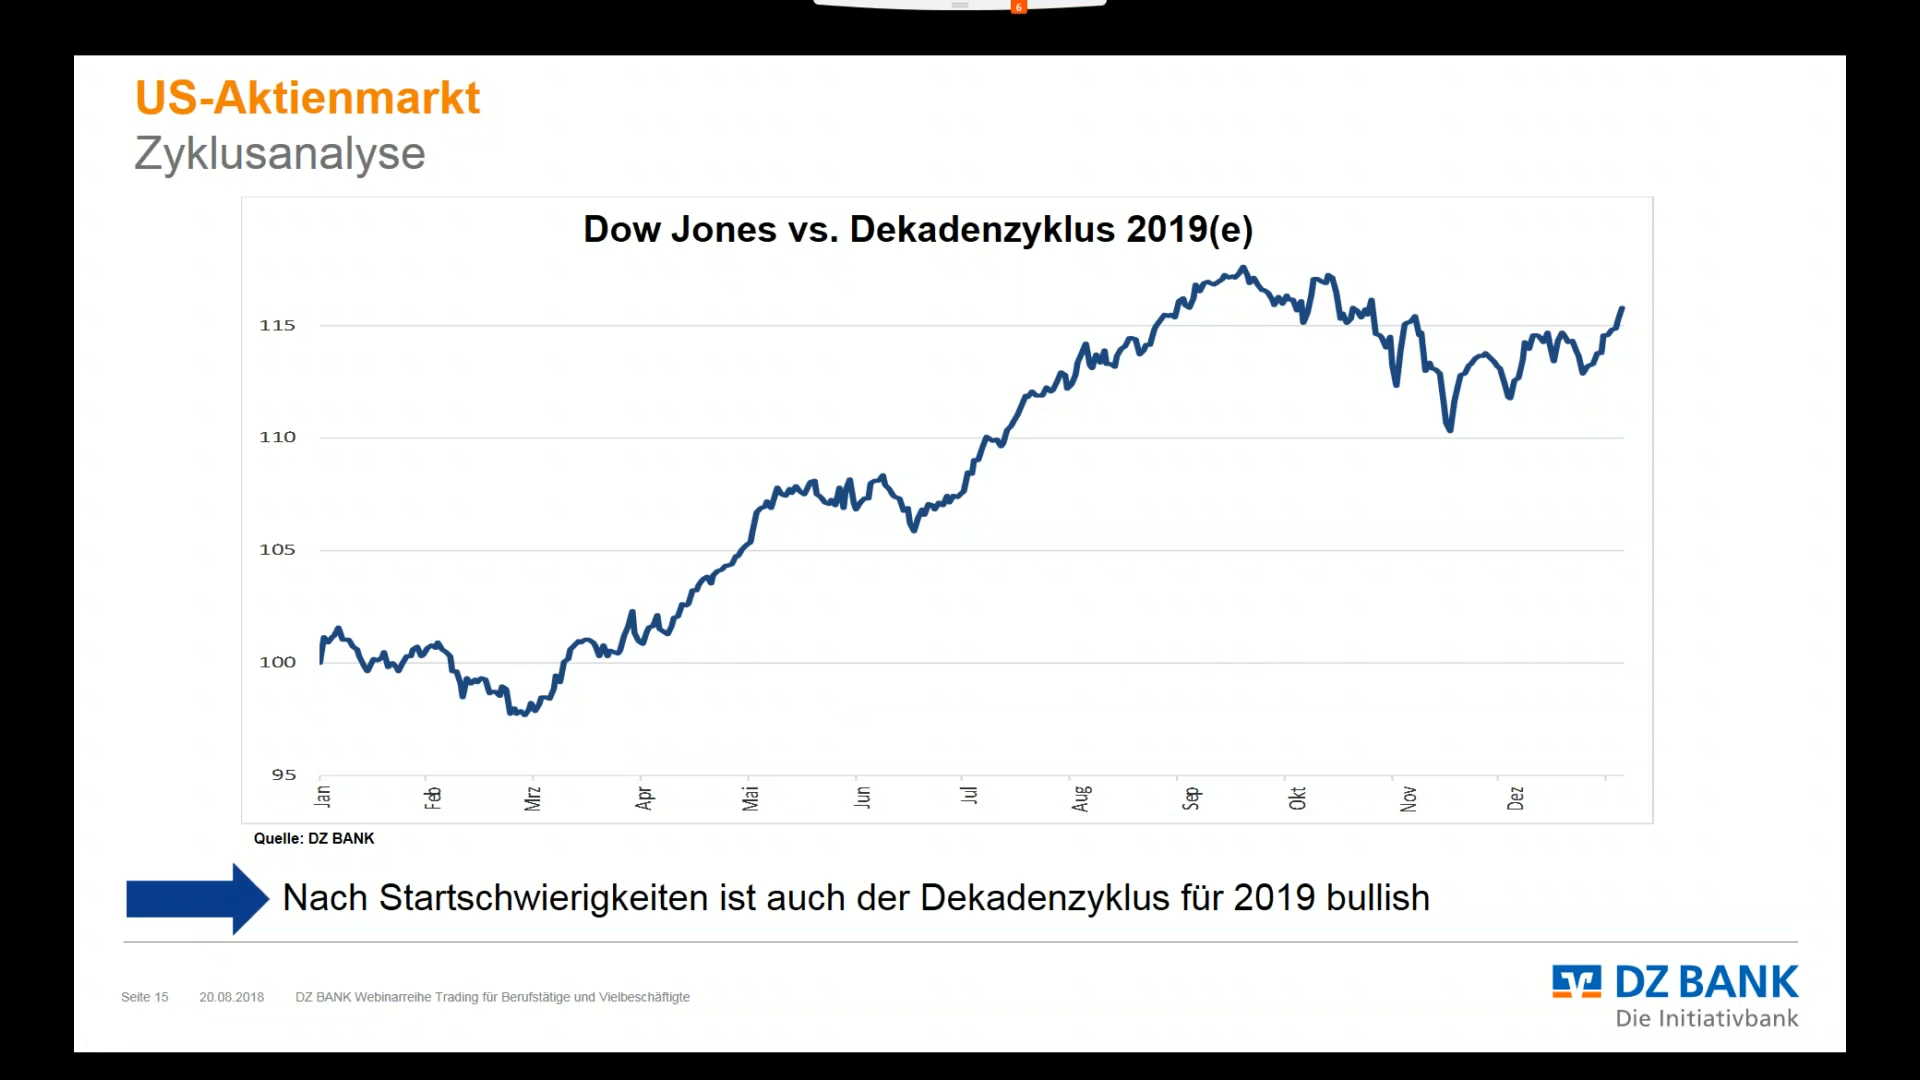 6
US-Aktienmarkt
Zyklusanalyse
Dow Jones vs. Dekadenzyklus 2019(e)
115
110
105
100
95
Jan
Feb
Mrz
Apr
Mai
Jun
Jul
Aug
Sep
Okt
Nov
Dez
Quelle: DZ BANK
Nach Startschwierigkeiten ist auch der Dekadenzyklus für 2019 bullish
Seite 15 20.08.2018 DZ BANK Webinarreihe Trading für Berufstätige und Vielbeschäftigte
DZ BANK
Die Initiativbank